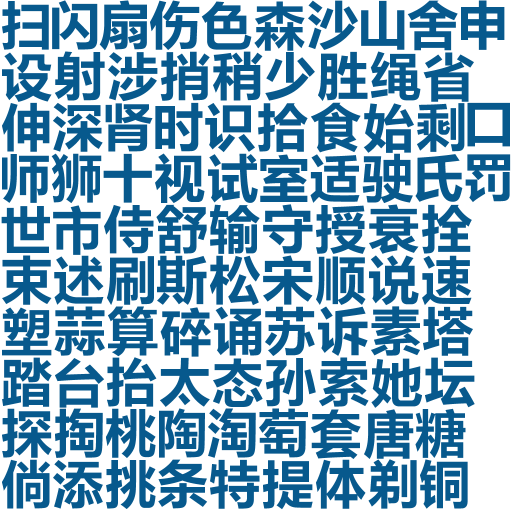 扫闪扇伤色森沙山舍申
设射涉捎稍少胜绳省
伸深肾时识拾食始剩口
师狮十视试室适驶氏罚
世市侍舒输守授衰拴
束述刷斯松宋顺说速
塑蒜算碎诵苏诉素塔
踏台抬太态孙索她坛
探掏桃陶淘萄套唐糖
倘添挑条特提体剃铜